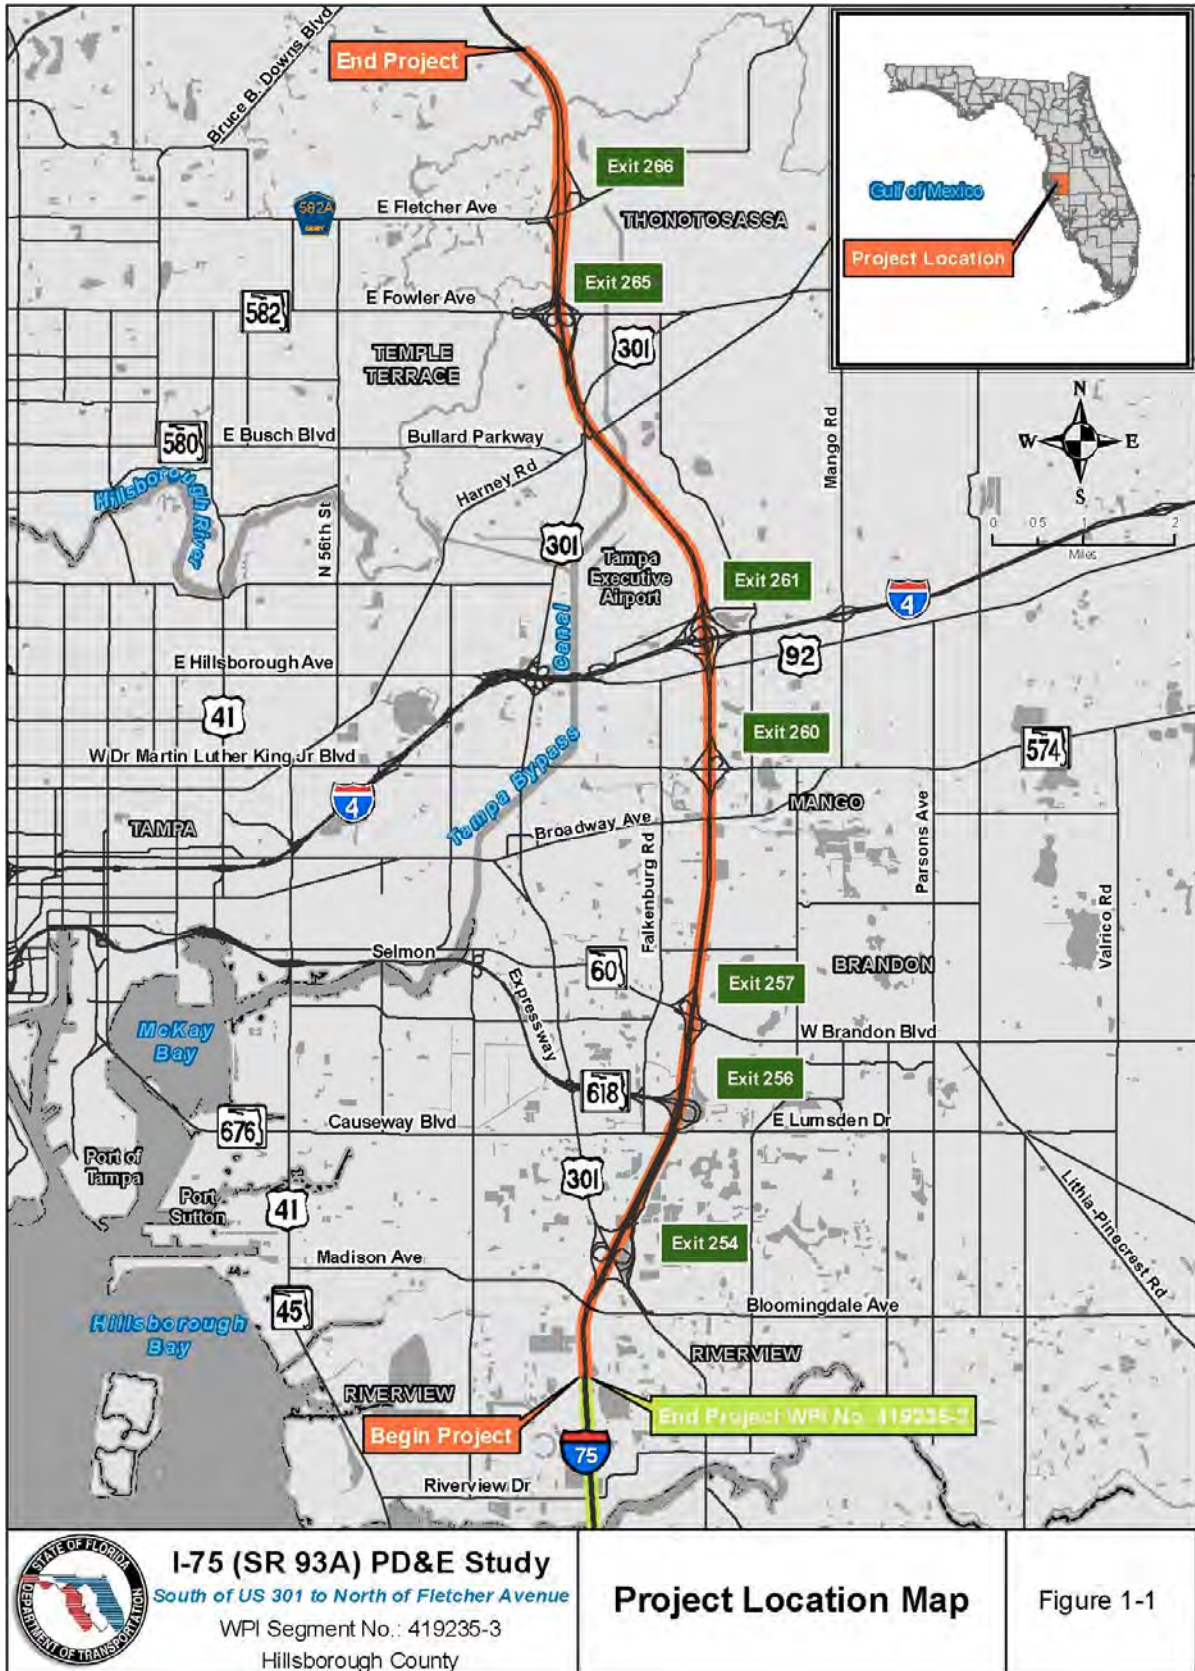 Bruce B. Downs Blvd
End Project
Exit 266
582A
E Fletcher Ave
THONOTOSASSA
Gulf of Mexico
Project Location
Exit 265
E Fowler Ave
582
301
TEMPLE
TERRACE
N
W
E
S
Mango Rd
580
E Busch Blvd
Bullard Parkway
Harney Rd
Hillsborough
River
N 56th St
301
Tampa
Executive
Airport
0 0.5 1 2
Miles
Exit 261
4
Canal
E Hillsborough Ave
92
41
Exit 260
574
W Dr Martin Luther King Jr Blvd
Tampa Bypass
4
TAMPA
Broadway Ave
MANGO
Falkenburg Rd
Parsons Ave
Valrico Rd
Selmon
Expressway
60
BRANDON
Exit 257
McKay
Bay
W Brandon Blvd
618
Exit 256
676
Causeway Blvd
E Lumsden Dr
Port of
Tampa
Port
Sutton
301
41
Lithia-Pinecrest Rd
Exit 254
Madison Ave
45
Bloomingdale Ave
Hillsborough
Bay
RIVERVIEW
RIVERVIEW
Begin Project
End Project WPI No. 419235-2
75
Riverview Dr
STATE OF FLORIDA
DEPARTMENT OF TRANSPORTATION
I-75 (SR 93A) PD&E Study
South of US 301 to North of Fletcher Avenue
WPI Segment No.: 419235-3
Hillsborough County
Project Location Map
Figure 1-1